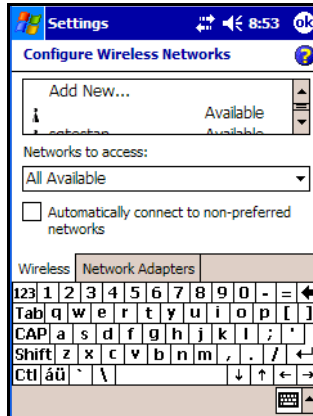 Settings 8:53 ok
Configure Wireless Networks ?
Add New...
Available
Networks to access:
All Available
Automatically connect to non-preferred
networks
Wireless Network Adapters
123 1 2 3 4 5 6 7 8 9 0 - =
Tab q w e r t y u i o p [ ]
CAP a s d f g h j k l ; '
Shift z x c v b n m , . /
Ctl áü ` \